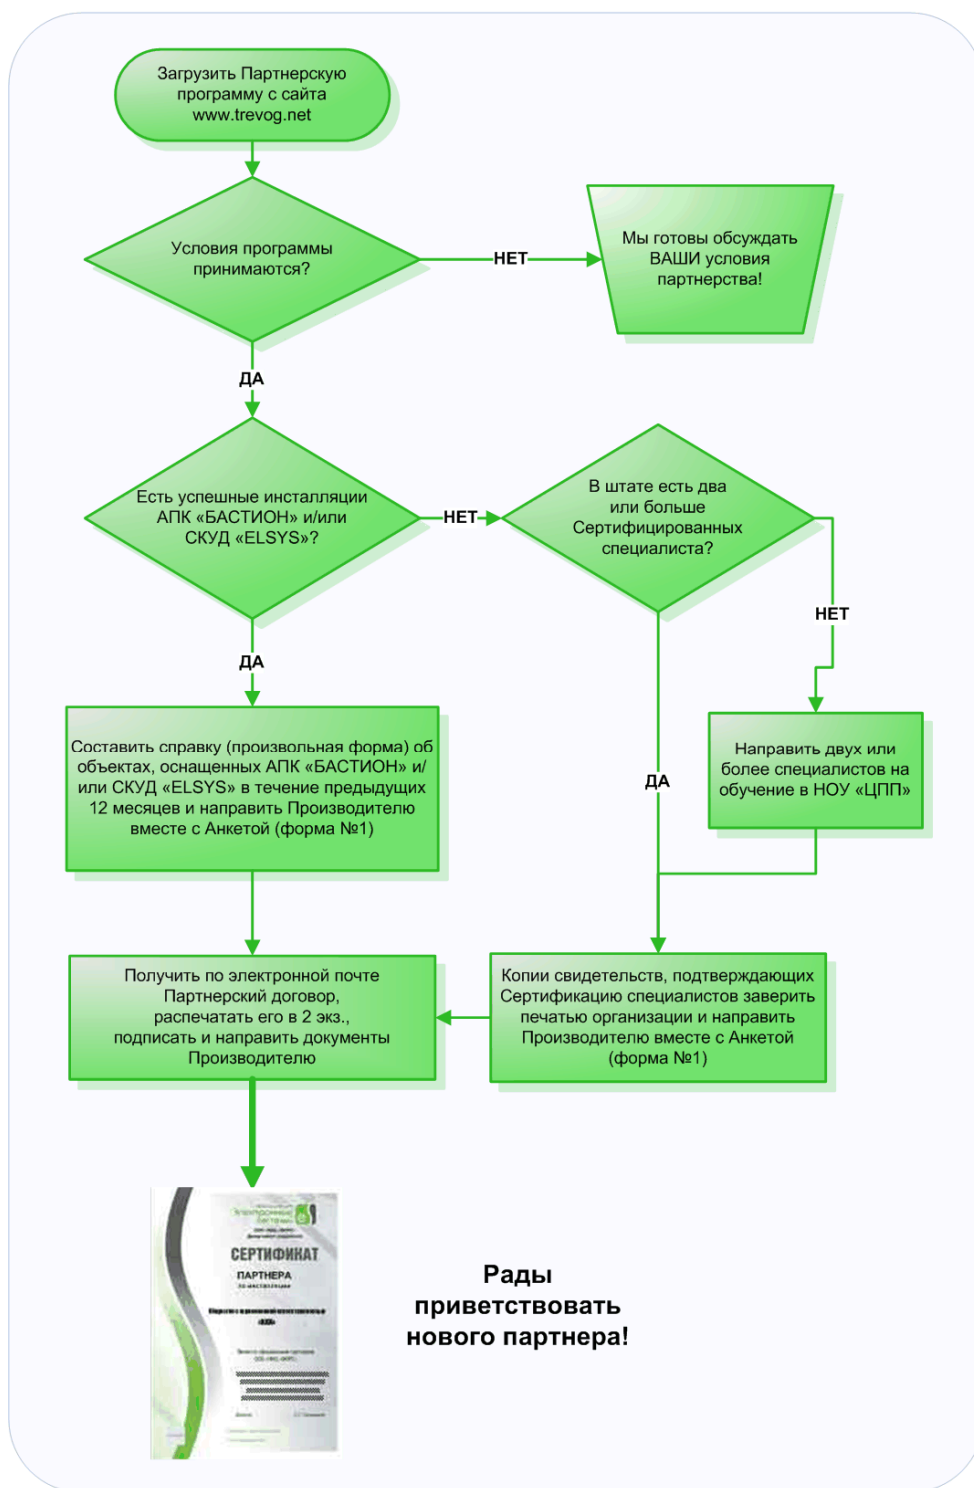 Загрузить Партнерскую
программу с сайта
www.trevog.net
Условия программы
принимаются?
НЕТ
Мы готовы обсуждать
ВАШИ условия
партнерства!
ДА
Есть успешные инсталляции
АПК «БАСТИОН» и/или
СКУД «ELSYS»?
НЕТ
В штате есть два
или больше
Сертифицированных
специалиста?
НЕТ
ДА
Составить справку (произвольная форма) об
объектах, оснащенных АПК «БАСТИОН» и/
или СКУД «ELSYS» в течение предыдущих
12 месяцев и направить Производителю
вместе с Анкетой (форма №1)
ДА
Направить двух или
более специалистов на
обучение в НОУ «ЦПП»
Получить по электронной почте
Партнерский договор,
распечатать его в 2 экз.,
подписать и направить документы
Производителю
Копии свидетельств, подтверждающих
Сертификацию специалистов заверить
печатью организации и направить
Производителю вместе с Анкетой
(форма №1)
СЕРТИФИКАТ
ПАРТНЕРА
Рады
приветствовать
нового партнера!